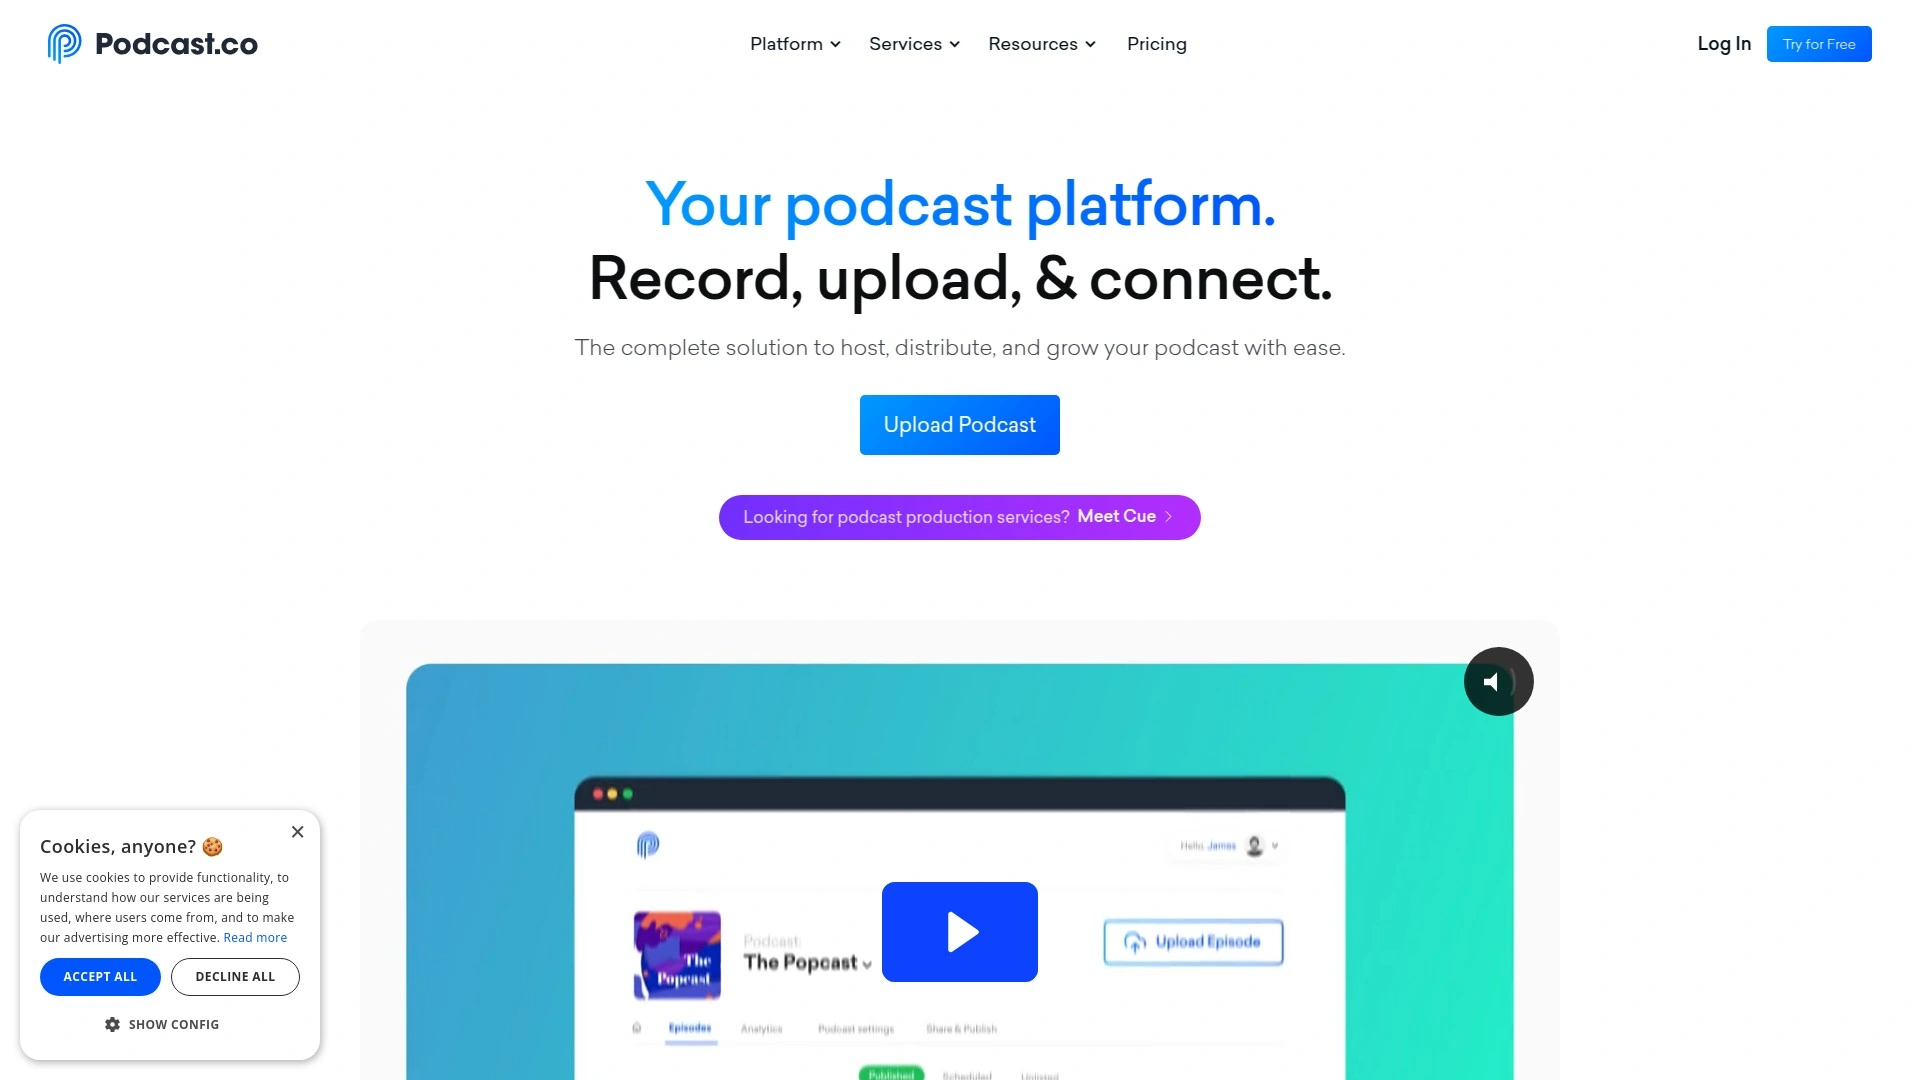 Podcast.co
Platform
Services
Resources
Pricing
Log In
Try for Free
Your podcast platform.
Record, upload, & connect.
The complete solution to host, distribute, and grow your podcast with ease.
Upload Podcast
Looking for podcast production services? Meet Cue
Hello, James
Podcast:
The Popcast
The
Popcast
Upload Episode
Episodes
Analytics
Podcast settings
Share & Publish
Published
Scheduled
Unlisted
Cookies, anyone? 🍪
We use cookies to provide functionality, to
understand how our services are being
used, where users come from, and to make
our advertising more effective. Read more
ACCEPT ALL
DECLINE ALL
SHOW CONFIG